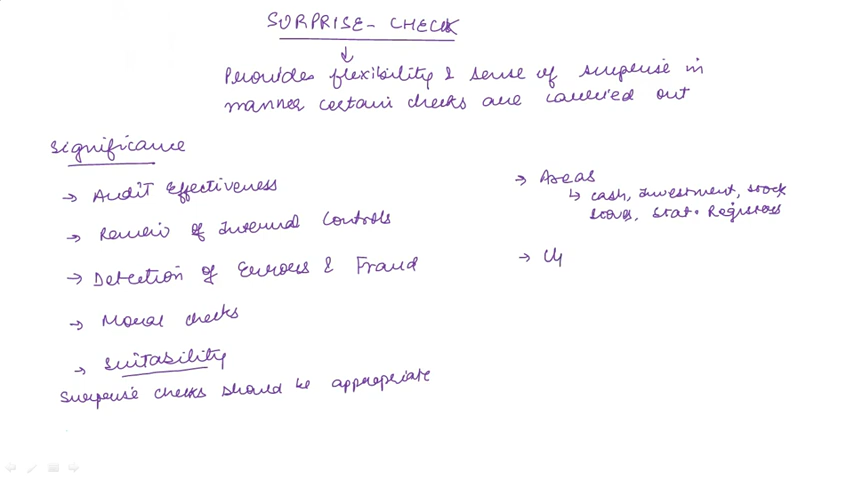 SURPRISE - CHECK
Provides flexibility & sense of surprise in
manner certain checks are carried out
Significance
→ Audit Effectiveness
→ Review of Internal Controls
→ Detection of Errors & Fraud
→ Moral checks
→ Suitability
Surprise checks should be appropriate
→ Areas
↳ cash, Investment, stock
stores, Stat. Registers
→